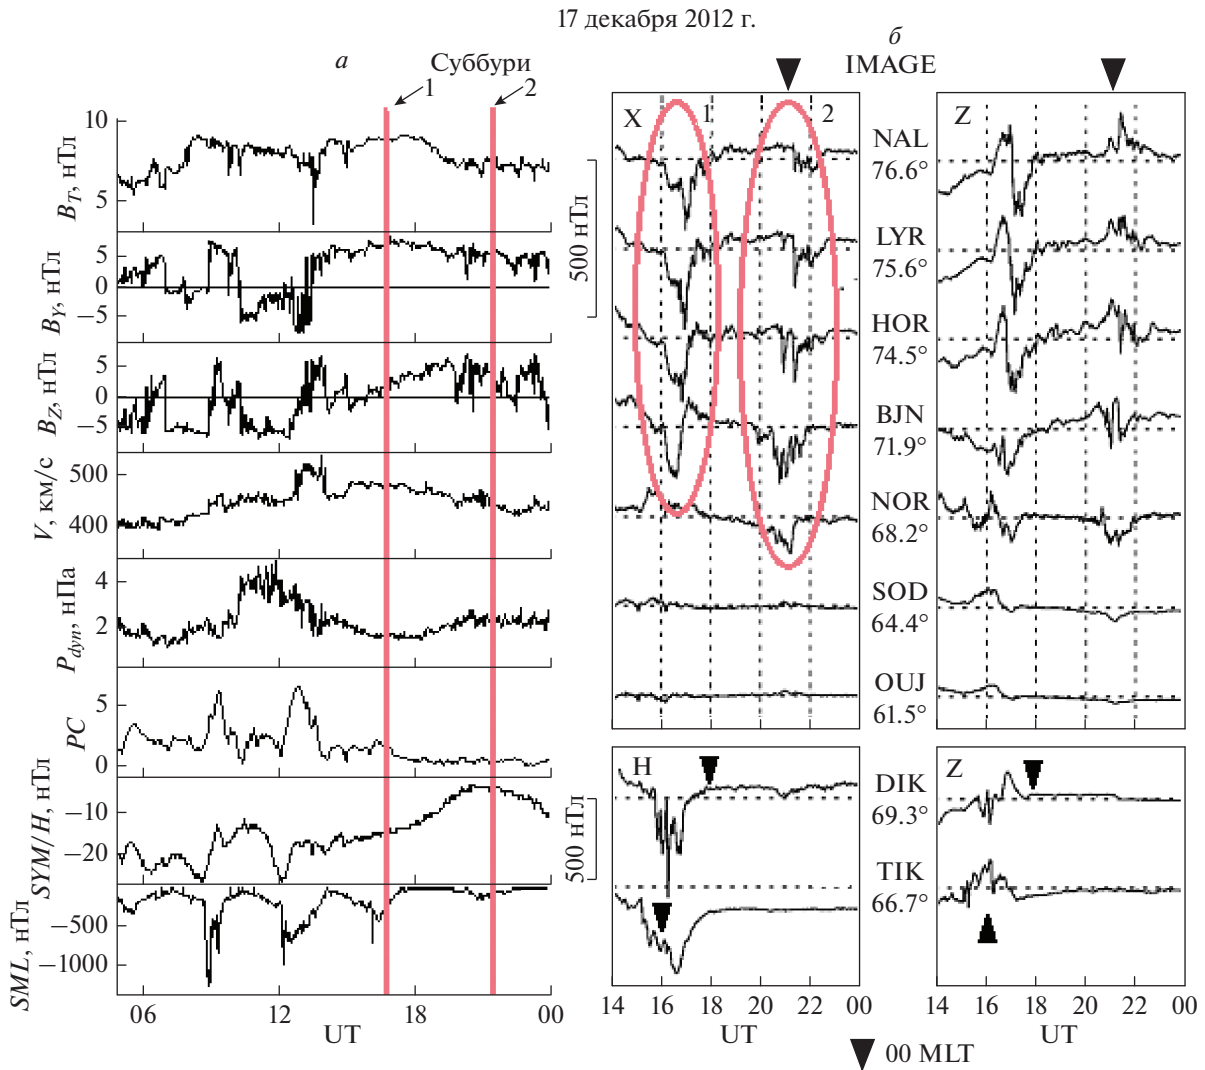 17 декабря 2012 г.
а
Суббури
1
2
10
5
B_T, нТл
5
0
−5
B_Y, нТл
5
0
−5
B_Z, нТл
500
400
V, км/с
4
2
P_dyn, нПа
5
0
PC
−10
−20
SYM/H, нТл
−500
−1000
SML, нТл
06 12 18 00
UT
б
IMAGE
X 1 2
Z
500 нТл
NAL
76.6°
LYR
75.6°
HOR
74.5°
BJN
71.9°
NOR
68.2°
SOD
64.4°
OUJ
61.5°
H
Z
500 нТл
DIK
69.3°
TIK
66.7°
14 16 18 20 22 00
UT
14 16 18 20 22 00
UT
00 MLT